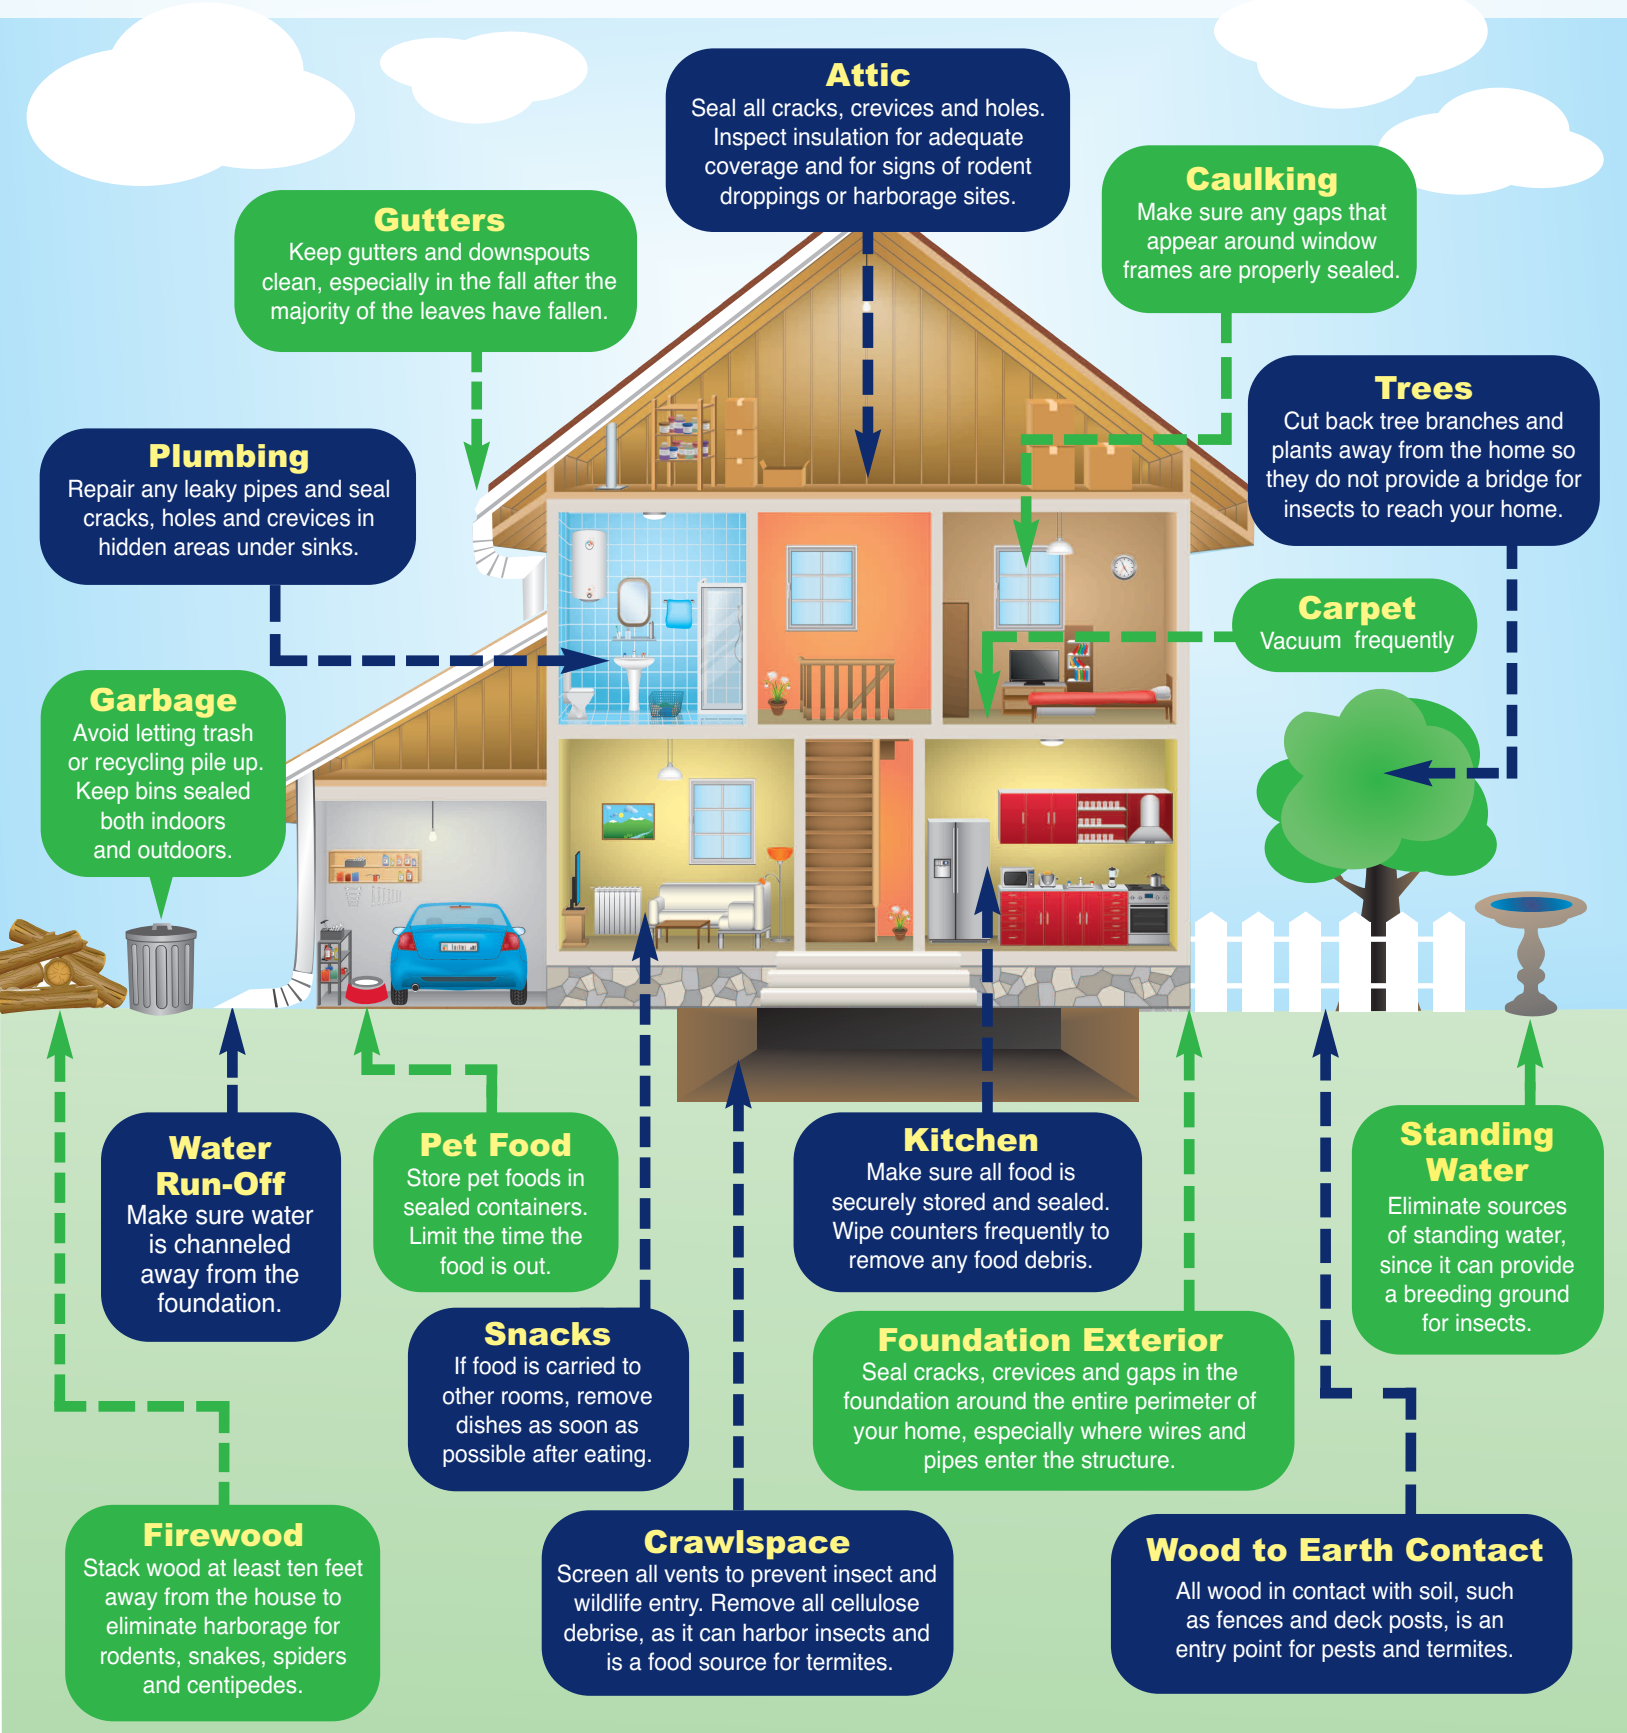 Attic
Seal all cracks, crevices and holes.
Inspect insulation for adequate
coverage and for signs of rodent
droppings or harborage sites.
Caulking
Make sure any gaps that
appear around window
frames are properly sealed.
Gutters
Keep gutters and downspouts
clean, especially in the fall after the
majority of the leaves have fallen.
Trees
Cut back tree branches and
plants away from the home so
they do not provide a bridge for
insects to reach your home.
Plumbing
Repair any leaky pipes and seal
cracks, holes and crevices in
hidden areas under sinks.
Carpet
Vacuum frequently
Garbage
Avoid letting trash
or recycling pile up.
Keep bins sealed
both indoors
and outdoors.
Water
Run-Off
Make sure water
is channeled
away from the
foundation.
Pet Food
Store pet foods in
sealed containers.
Limit the time the
food is out.
Kitchen
Make sure all food is
securely stored and sealed.
Wipe counters frequently to
remove any food debris.
Standing
Water
Eliminate sources
of standing water,
since it can provide
a breeding ground
for insects.
Snacks
If food is carried to
other rooms, remove
dishes as soon as
possible after eating.
Foundation Exterior
Seal cracks, crevices and gaps in the
foundation around the entire perimeter of
your home, especially where wires and
pipes enter the structure.
Firewood
Stack wood at least ten feet
away from the house to
eliminate harborage for
rodents, snakes, spiders
and centipedes.
Crawlspace
Screen all vents to prevent insect and
wildlife entry. Remove all cellulose
debrise, as it can harbor insects and
is a food source for termites.
Wood to Earth Contact
All wood in contact with soil, such
as fences and deck posts, is an
entry point for pests and termites.